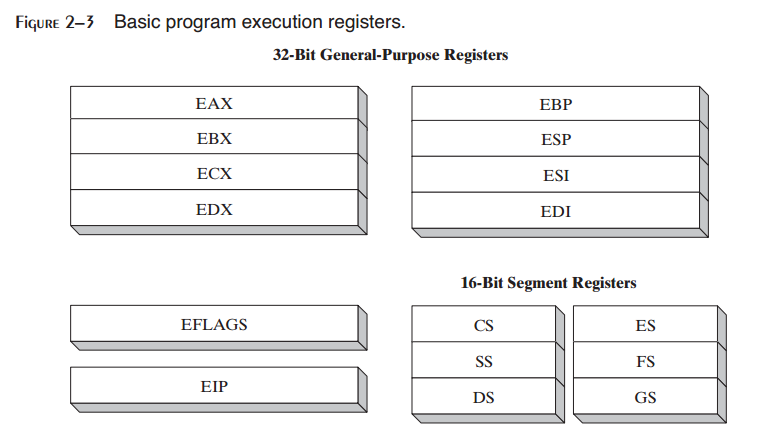 FIGURE 2–3 Basic program execution registers.
32-Bit General-Purpose Registers
EAX
EBX
ECX
EDX
EBP
ESP
ESI
EDI
16-Bit Segment Registers
EFLAGS
EIP
CS
SS
DS
ES
FS
GS